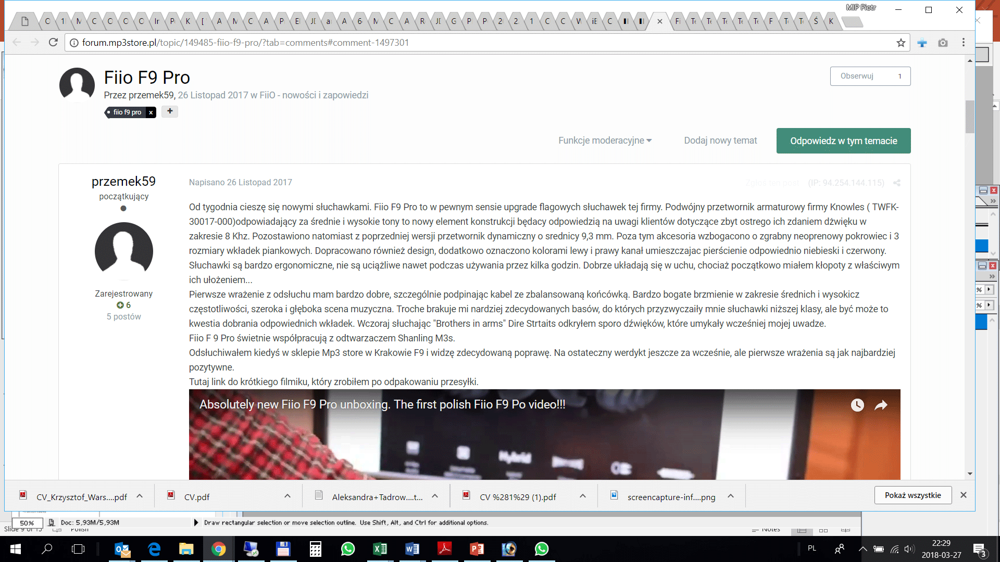 MIP Piotr
forum.mp3store.pl/topic/149485-fiio-f9-pro/?tab=comments#comment-1497301
Fiio F9 Pro
Obserwuj 1
Przez przemek59, 26 Listopad 2017 w FiiO - nowości i zapowiedzi
fiio f9 pro × +
Funkcje moderacyjne
Dodaj nowy temat
Odpowiedz w tym temacie
przemek59
początkujący
Zarejestrowany
6
5 postów
Napisano 26 Listopad 2017
Zgłoś ten post (IP: 94.254.144.115)
Od tygodnia cieszę się nowymi słuchawkami. Fiio F9 Pro to w pewnym sensie upgrade flagowych słuchawek tej firmy. Podwójny przetwornik armaturowy firmy Knowles ( TWFK-
30017-000)odpowiadający za średnie i wysokie tony to nowy element konstrukcji będacy odpowiedzią na uwagi klientów dotyczące zbyt ostrego ich zdaniem dżwięku w
zakresie 8 Khz. Pozostawiono natomiast z poprzedniej wersji przetwornik dynamiczny o srednicy 9,3 mm. Poza tym akcesoria wzbogacono o zgrabny neoprenowy pokrowiec i 3
rozmiary wkładek piankowych. Dopracowano również design, dodatkowo oznaczono kolorami lewy i prawy kanał umieszczajac pierścienie odpowiednio niebieski i czerwony.
Słuchawki są bardzo ergonomiczne, nie są uciążliwe nawet podczas używania przez kilka godzin. Dobrze układają się w uchu, chociaż początkowo miałem kłopoty z właściwym
ich ułożeniem...
Pierwsze wrażenie z odsłuchu mam bardzo dobre, szczególnie podpinając kabel ze zbalansowaną końcówką. Bardzo bogate brzmienie w zakresie średnich i wysokicz
częstotliwości, szeroka i głęboka scena muzyczna. Troche brakuje mi nardziej zdecydowanych basów, do których przyzwyczaiły mnie słuchawki niższej klasy, ale być może to
kwestia dobrania odpowiednich wkładek. Wczoraj słuchając "Brothers in arms" Dire Strtaits odkryłem sporo dźwięków, które umykały wcześniej mojej uwadze.
Fiio F 9 Pro świetnie współpracują z odtwarzaczem Shanling M3s.
Odsłuchiwałem kiedyś w sklepie Mp3 store w Krakowie F9 i widzę zdecydowaną poprawę. Na ostateczny werdykt jeszcze za wcześnie, ale pierwsze wrażenia są jak najbardziej
pozytywne.
Tutaj link do krótkiego filmiku, który zrobiłem po odpakowaniu przesyłki.
Absolutely new Fiio F9 Pro unboxing. The first polish Fiio F9 Po video!!!
Hybrid
CV_Krzysztof_Wars....pdf
CV.pdf
Aleksandra+Tadrow....t...
CV %281%29 (1).pdf
screencapture-inf....png
Pokaż wszystkie
50% Doc: 5,93M/5,93M Draw rectangular selection or move selection outline. Use Shift, Alt, and Ctrl for additional options.
Slide 9 of 15 Polish Notes
PL
22:29
2018-03-27
3